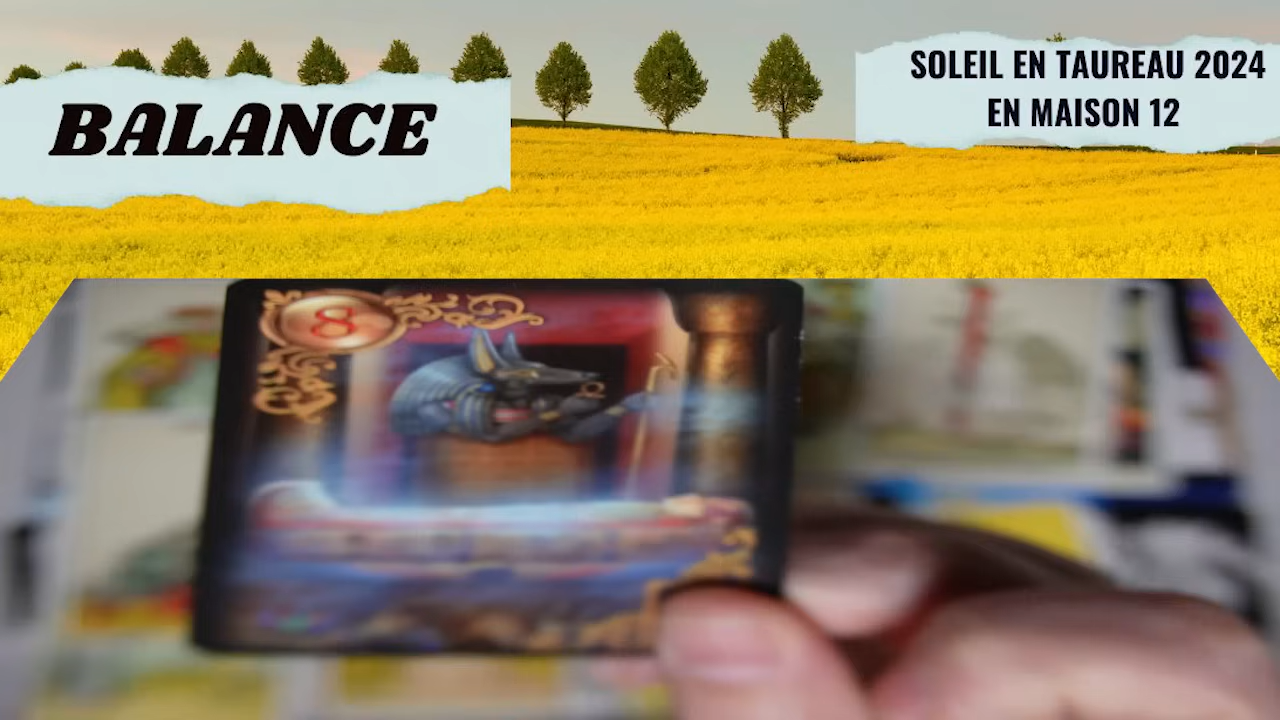 BALANCE
SOLEIL EN TAUREAU 2024
EN MAISON 12
8